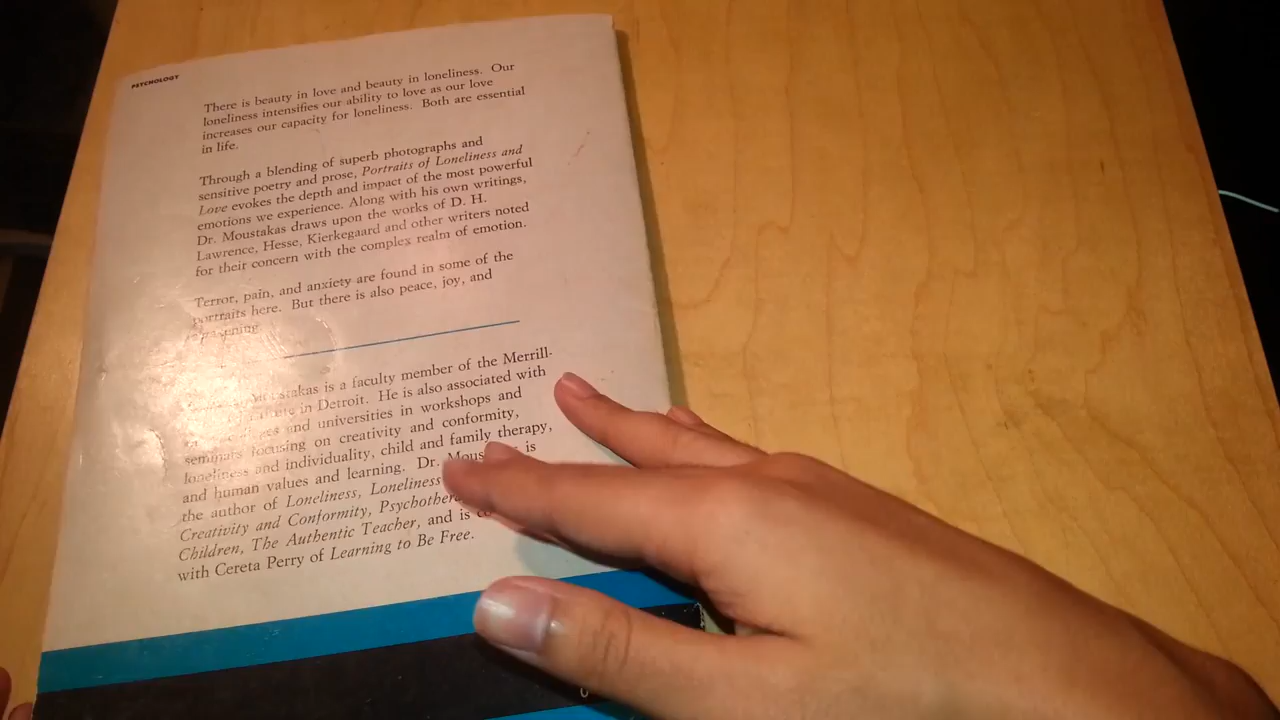 PSYCHOLOGY
There is beauty in love and beauty in loneliness. Our
loneliness intensifies our ability to love as our love
increases our capacity for loneliness. Both are essential
in life.
Through a blending of superb photographs and
sensitive poetry and prose, Portraits of Loneliness and
Love evokes the depth and impact of the most powerful
emotions we experience. Along with his own writings,
Dr. Moustakas draws upon the works of D. H.
Lawrence, Hesse, Kierkegaard and other writers noted
for their concern with the complex realm of emotion.
Terror, pain, and anxiety are found in some of the
portraits here. But there is also peace, joy, and
is a faculty member of the Merrill-
in Detroit. He is also associated with
and universities in workshops and
seminars focusing on creativity and conformity,
loneliness and individuality, child and family therapy,
and human values and learning. Dr. is
the author of Loneliness, Loneliness
Creativity and Conformity,
Children, The Authentic Teacher, and is
with Cereta Perry of Learning to Be Free.